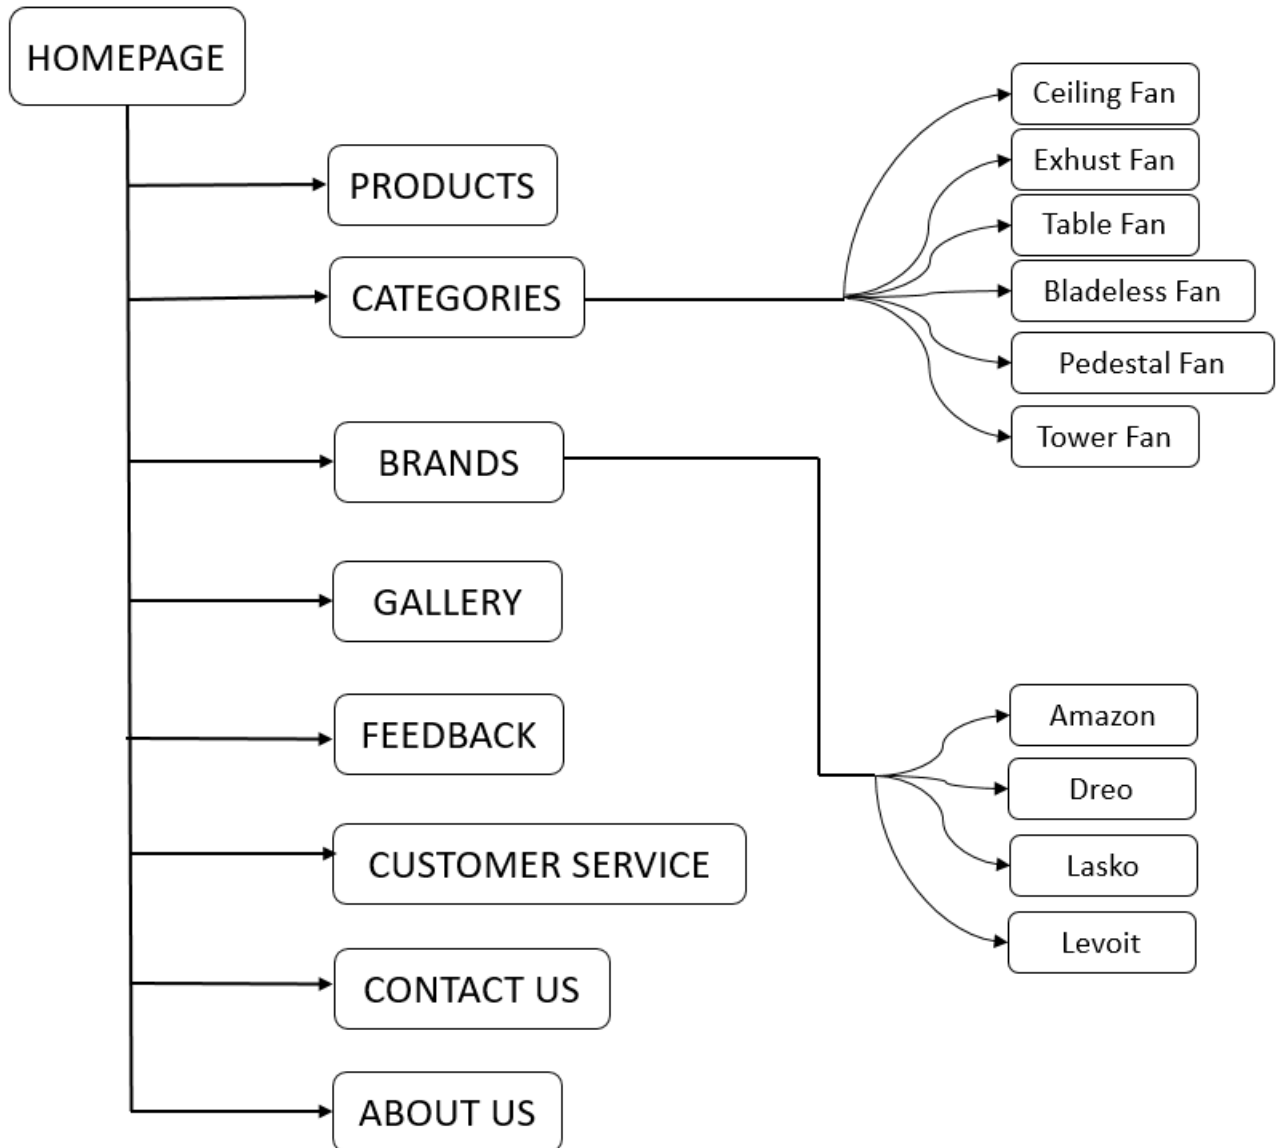 HOMEPAGE
PRODUCTS
CATEGORIES
Ceiling Fan
Exhust Fan
Table Fan
Bladeless Fan
Pedestal Fan
Tower Fan
BRANDS
Amazon
Dreo
Lasko
Levoit
GALLERY
FEEDBACK
CUSTOMER SERVICE
CONTACT US
ABOUT US